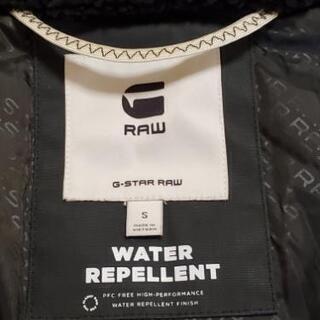 RAW
G-STAR RAW
S
MADE IN
VIETNAM
WATER
REPELLENT
PFC FREE HIGH-PERFORMANCE
WATER REPELLENT FINISH